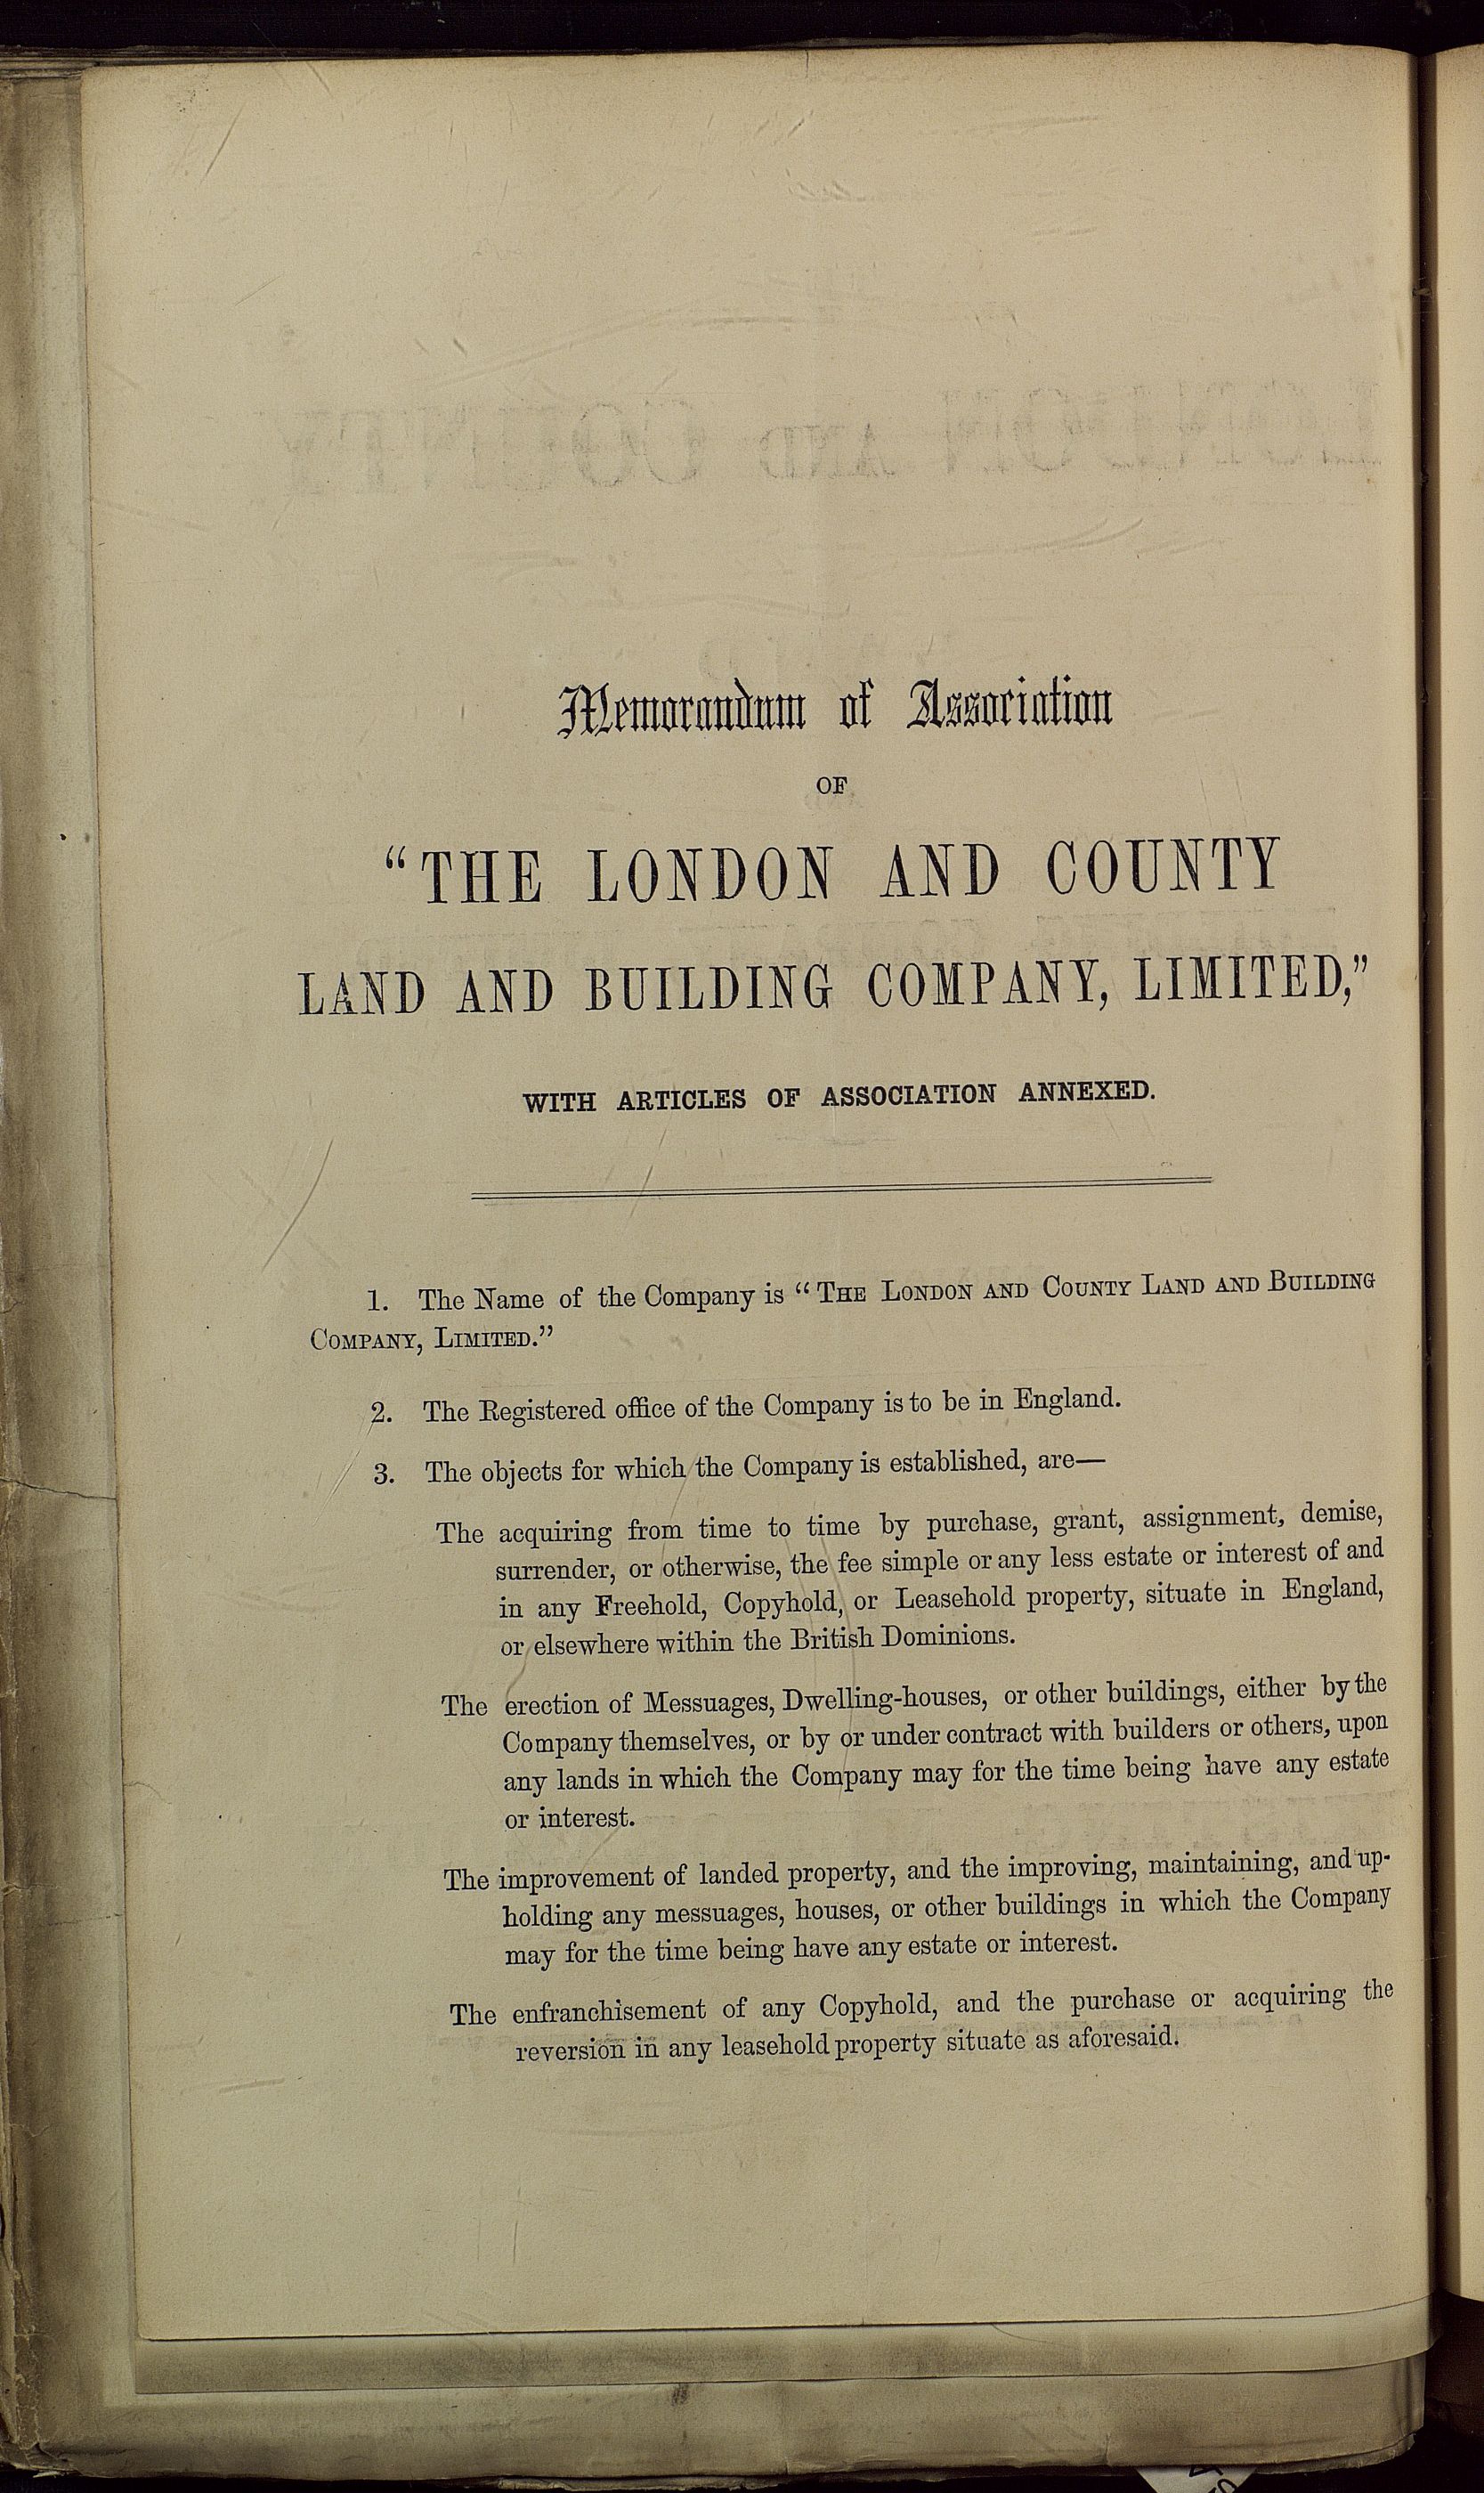 Memorandum of Association
OF
“THE LONDON AND COUNTY
LAND AND BUILDING COMPANY, LIMITED,”
WITH ARTICLES OF ASSOCIATION ANNEXED.
1. The Name of the Company is “THE LONDON AND COUNTY LAND AND BUILDING
COMPANY, LIMITED.”
2. The Registered office of the Company is to be in England.
3. The objects for which the Company is established, are—
The acquiring from time to time by purchase, grant, assignment, demise,
surrender, or otherwise, the fee simple or any less estate or interest of and
in any Freehold, Copyhold, or Leasehold property, situate in England,
or elsewhere within the British Dominions.
The erection of Messuages, Dwelling-houses, or other buildings, either by the
Company themselves, or by or under contract with builders or others, upon
any lands in which the Company may for the time being have any estate
or interest.
The improvement of landed property, and the improving, maintaining, and up-
holding any messuages, houses, or other buildings in which the Company
may for the time being have any estate or interest.
The enfranchisement of any Copyhold, and the purchase or acquiring the
reversion in any leasehold property situate as aforesaid.